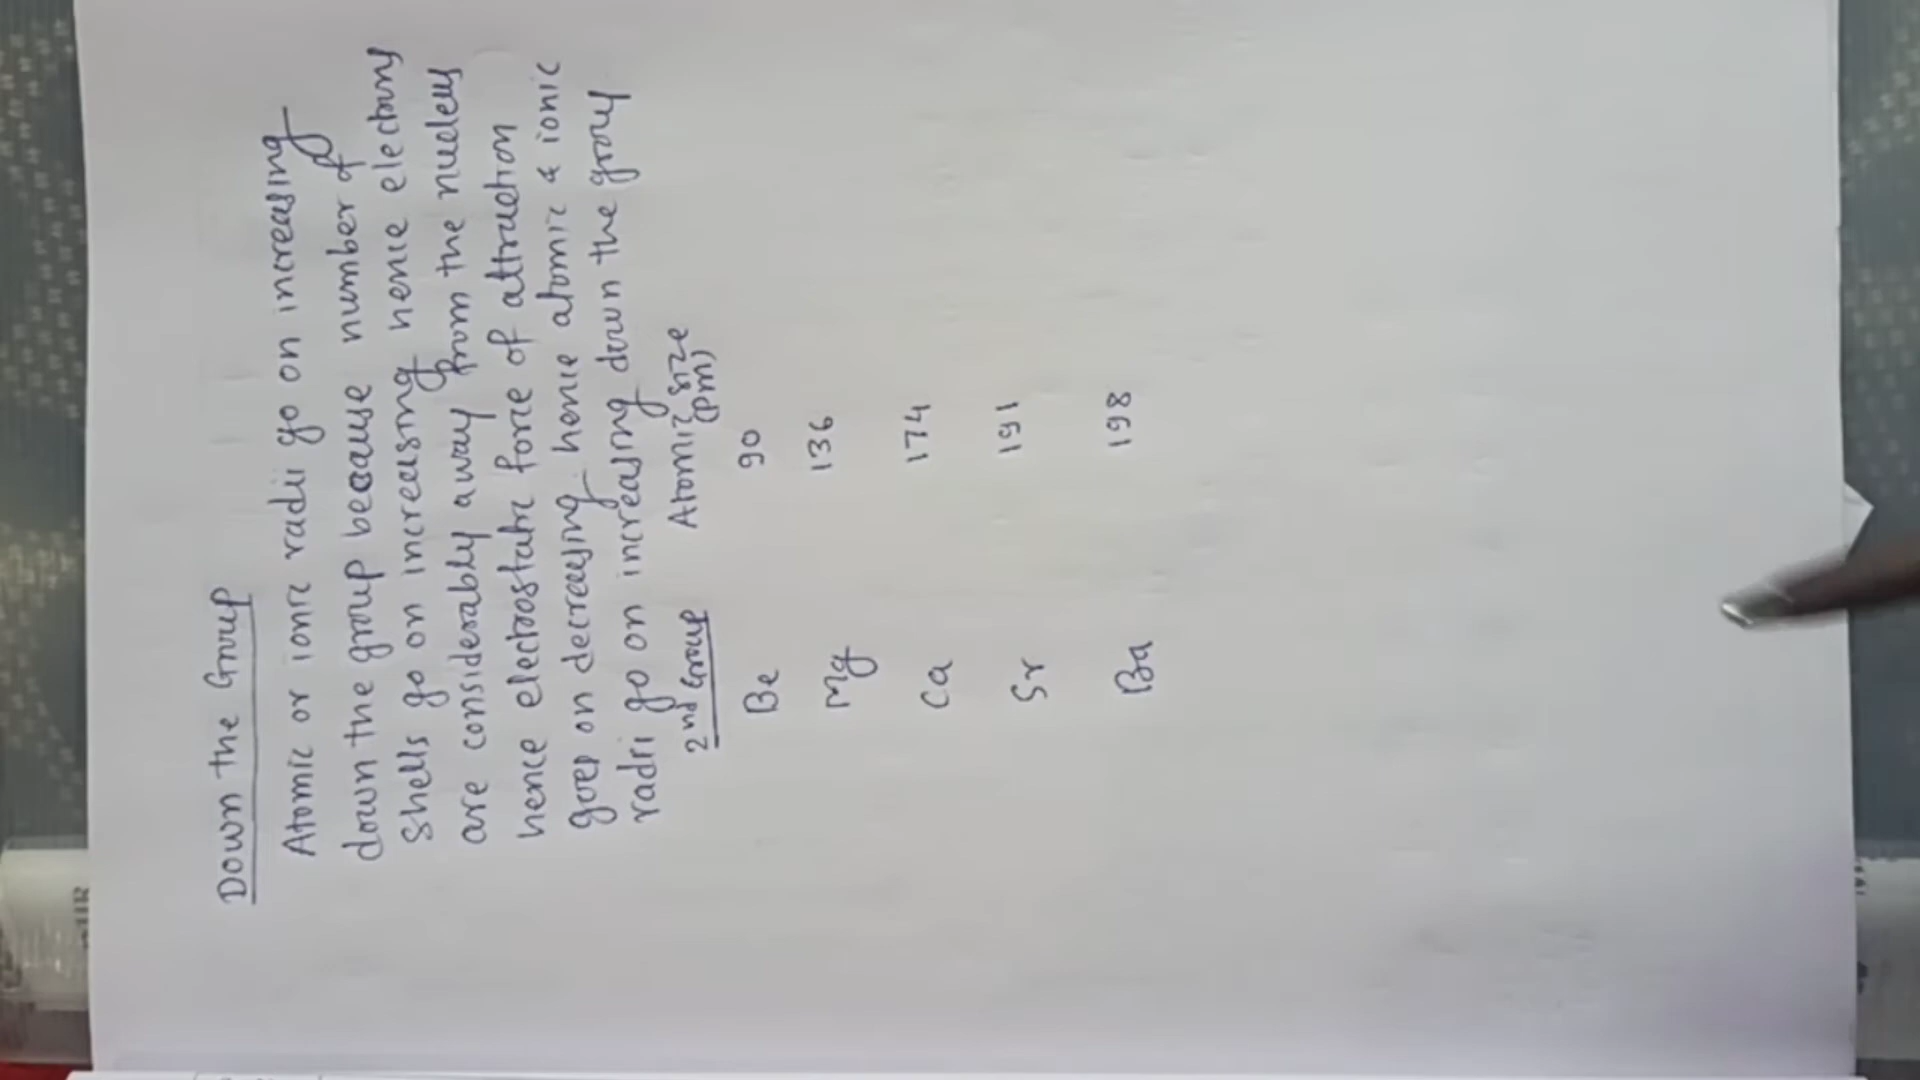 Down the Group
Atomic or ionic radii go on increasing
down the group because number of
shells go on increasing hence electrons
are considerably away from the nucleus
hence electrostatic force of attraction
goes on decreasing. hence atomic & ionic
radii go on increasing down the group
2nd Group Atomic size (pm)
Be 90
Mg 136
Ca 174
Sr 191
Ba 198